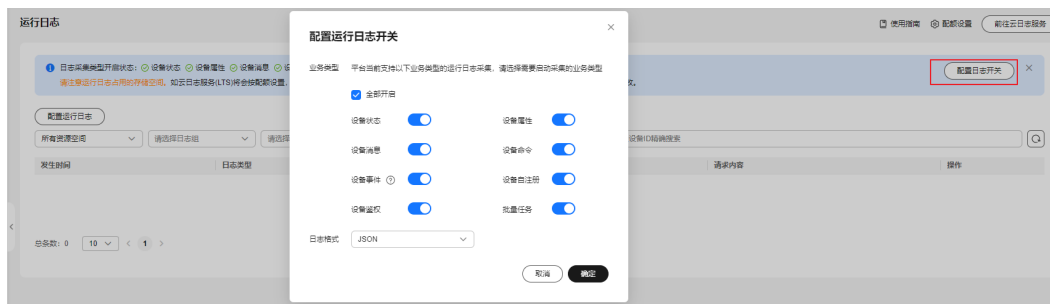 运行日志
使用指南
配额设置
前往云日志服务
日志采集类型开启状态： 设备状态 设备属性 设备消息
请注意运行日志占用的存储空间。如云日志服务(LTS)将会按配额设置，
配置日志开关
配置运行日志
所有资源空间
请选择日志组
请选择
设备ID精确搜索
发生时间 日志类型 请求内容 操作
总条数：0 10 < 1 >
配置运行日志开关
业务类型 平台当前支持以下业务类型的运行日志采集，请选择需要启动采集的业务类型
全部开启
设备状态 设备属性
设备消息 设备命令
设备事件 设备自注册
设备鉴权 批量任务
日志格式 JSON
取消 确定